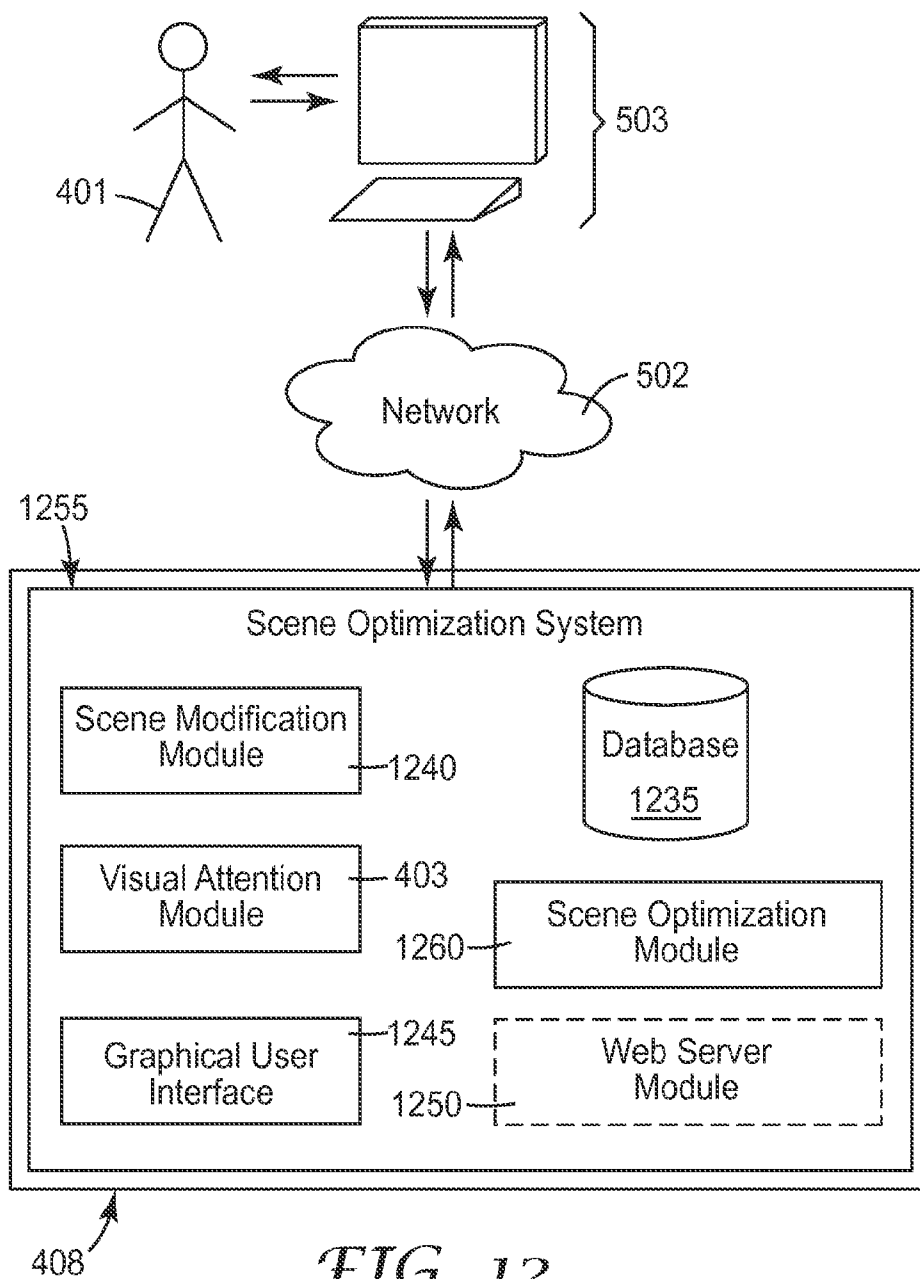 503
401
Network
502
1255
Scene Optimization System
Scene Modification
Module
1240
Database
1235
Visual Attention
Module
403
Scene Optimization
Module
1260
Graphical User
Interface
1245
Web Server
Module
1250
408
FIG. 12